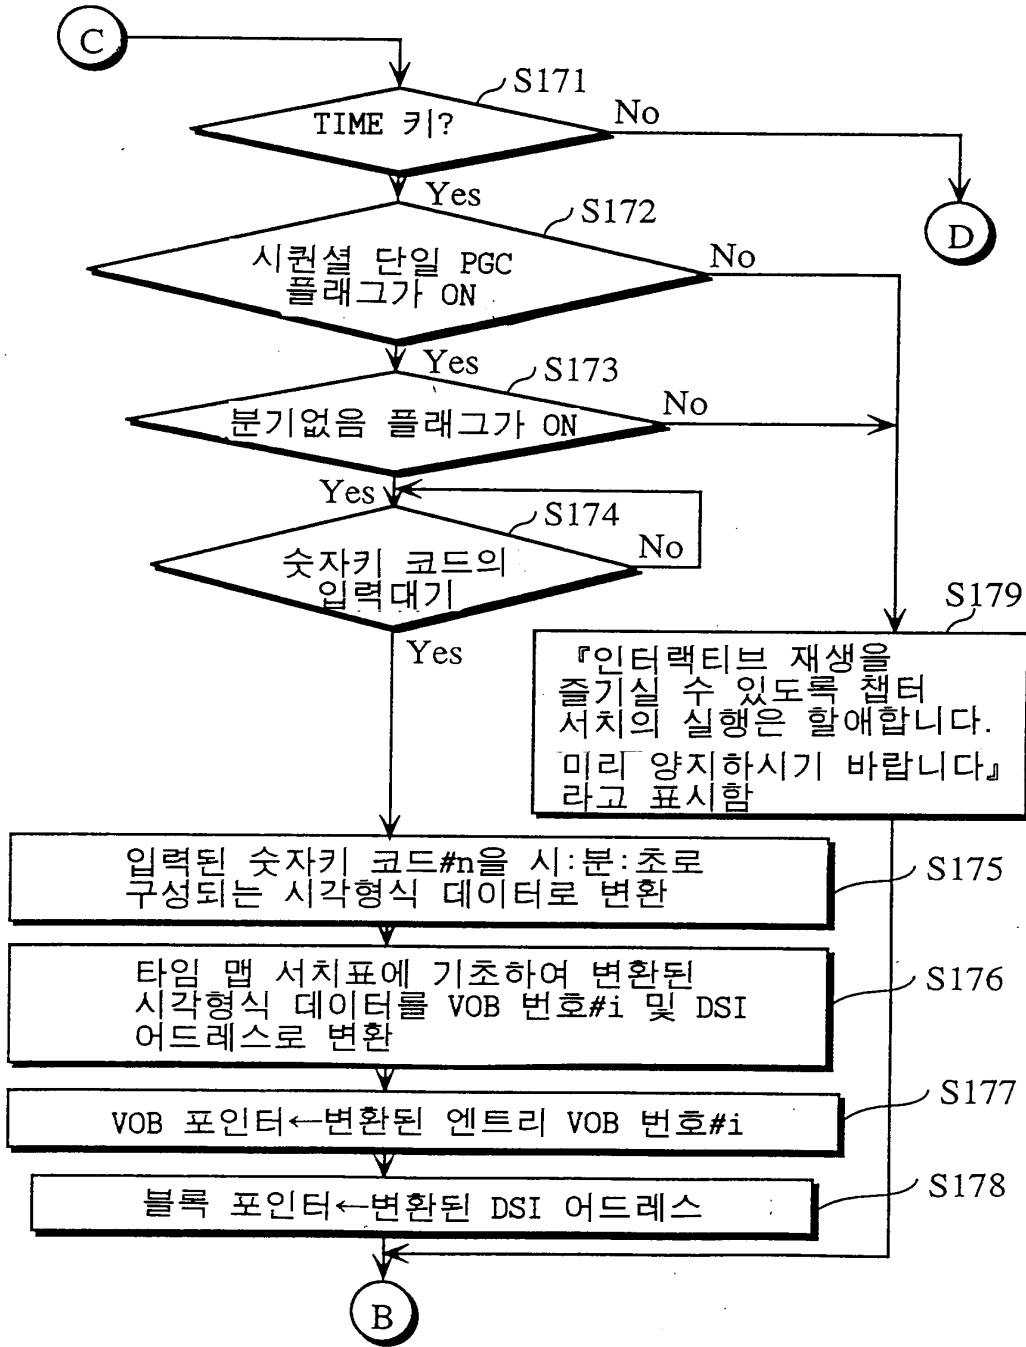 C
S171
TIME 키?
No
Yes
D
S172
시퀀셜 단일 PGC
플래그가 ON
No
Yes
S173
분기없음 플래그가 ON
No
Yes
S174
숫자키 코드의
입력대기
No
Yes
S179
『인터랙티브 재생을
즐기실 수 있도록 챕터
서치의 실행은 할애합니다.
미리 양지하시기 바랍니다』
라고 표시함
입력된 숫자키 코드#n을 시:분:초로
구성되는 시각형식 데이터로 변환
S175
타임 맵 서치표에 기초하여 변환된
시각형식 데이터를 VOB 번호#i 및 DSI
어드레스로 변환
S176
VOB 포인터←변환된 엔트리 VOB 번호#i
S177
블록 포인터←변환된 DSI 어드레스
S178
B